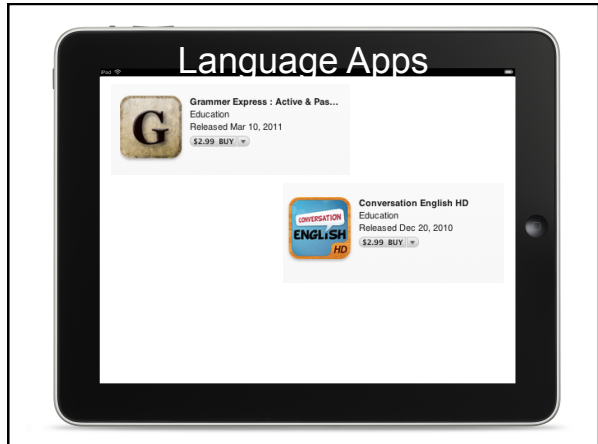 Language Apps
iPad
G
Grammer Express : Active & Pas...
Education
Released Mar 10, 2011
$2.99 BUY
CONVERSATION
ENGLISH
HD
Conversation English HD
Education
Released Dec 20, 2010
$2.99 BUY